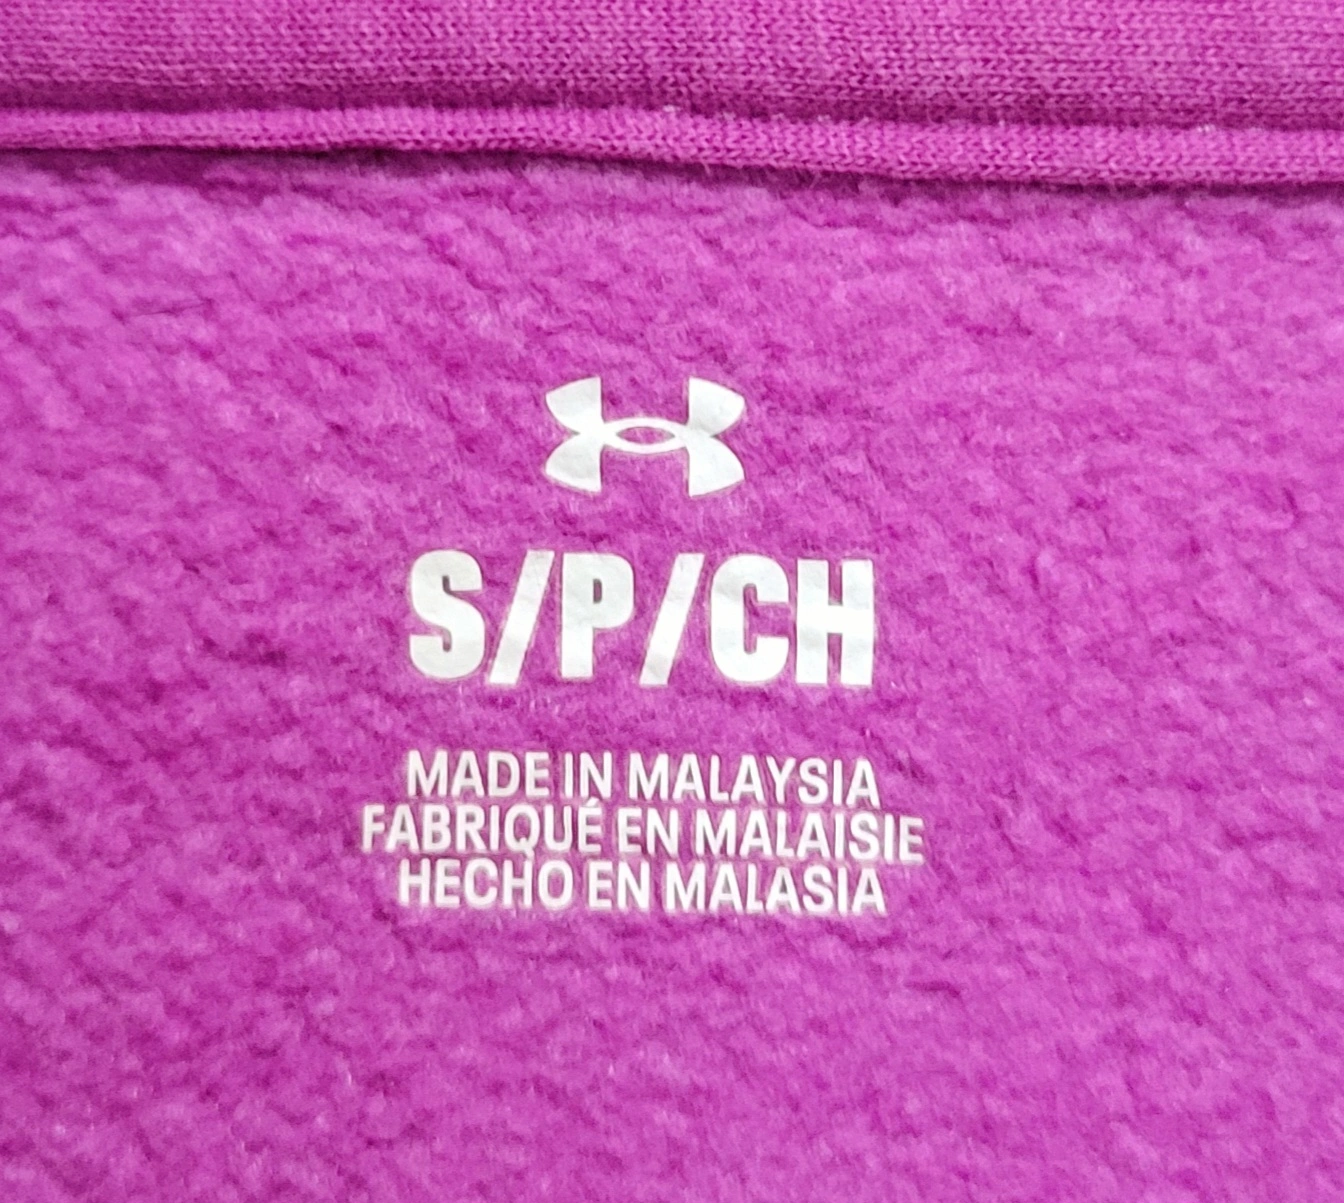 S/P/CH
MADE IN MALAYSIA
FABRIQUÉ EN MALAISIE
HECHO EN MALASIA